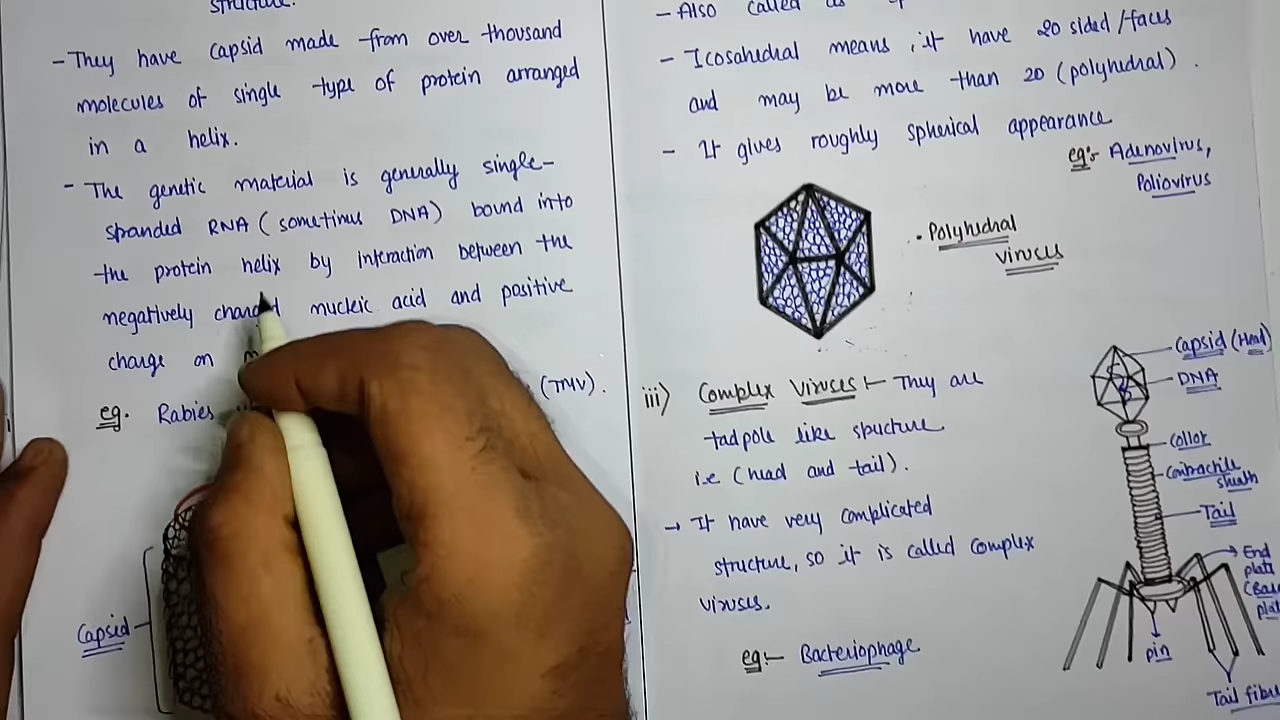 structure.
- They have capsid made from over thousand
molecules of single type of protein arranged
in a helix.
- The genetic material is generally single-
stranded RNA (sometimes DNA) bound into
the protein helix by interaction between the
negatively charged nucleic acid and positive
charge on
eg. Rabies (TMV).
Capsid
- Also called as
- Icosahedral means, it have 20 sided/faces
and may be more than 20 (polyhedral).
- It gives roughly spherical appearance.
eg:- Adenovirus,
Poliovirus
. Polyhedral
viruses
iii) Complex Viruses :- They are
tadpole like structure
i.e (head and tail).
→ It have very complicated
structure, so it is called complex
viruses.
eg:- Bacteriophage
Capsid (Head)
DNA
Collar
Contractile
sheath
Tail
End
plate
(Base
plat
pin
Tail fibre